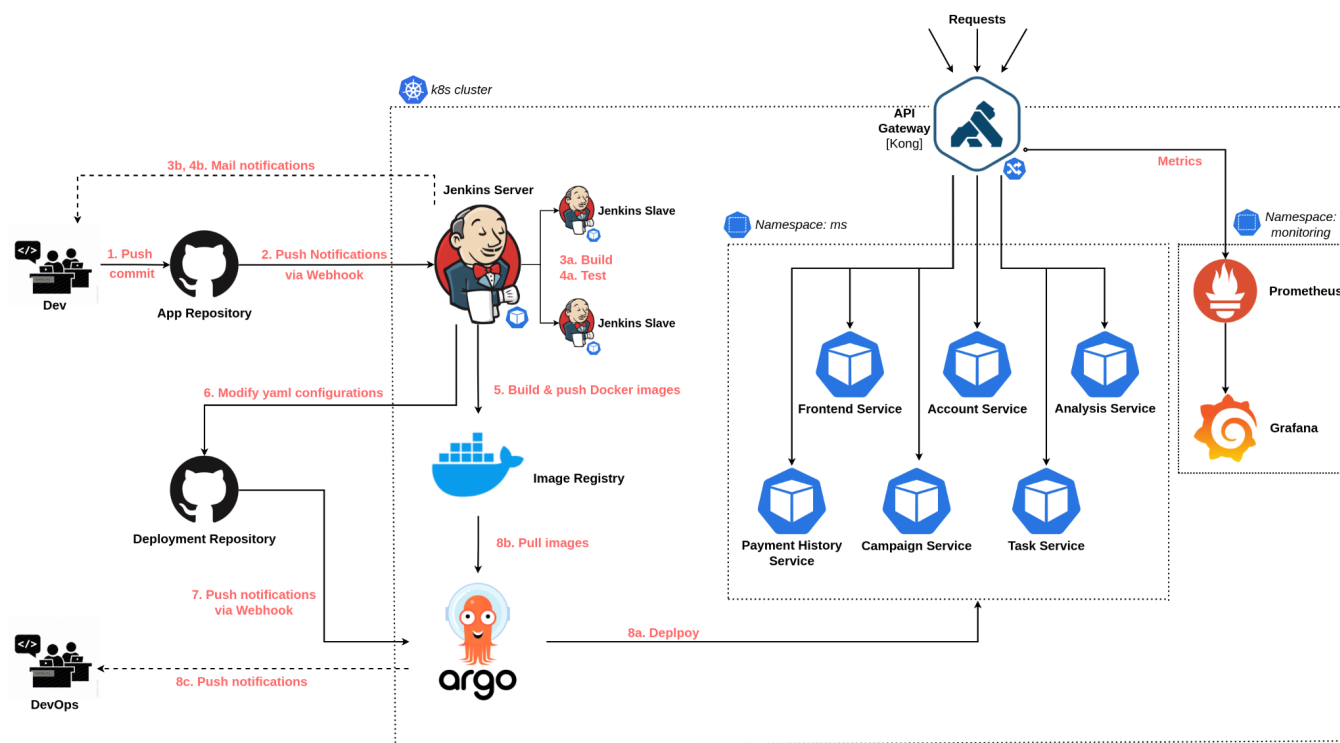 Requests
k8s cluster
API
Gateway
[Kong]
Metrics
3b, 4b. Mail notifications
Jenkins Server
Jenkins Slave
Namespace: ms
Namespace:
monitoring
</>
1. Push
commit
2. Push Notifications
via Webhook
3a. Build
4a. Test
Dev
App Repository
Jenkins Slave
Prometheus
6. Modify yaml configurations
5. Build & push Docker images
Frontend Service
Account Service
Analysis Service
Grafana
Image Registry
Deployment Repository
8b. Pull images
Payment History
Service
Campaign Service
Task Service
7. Push notifications
via Webhook
8a. Deplpoy
</>
8c. Push notifications
argo
DevOps